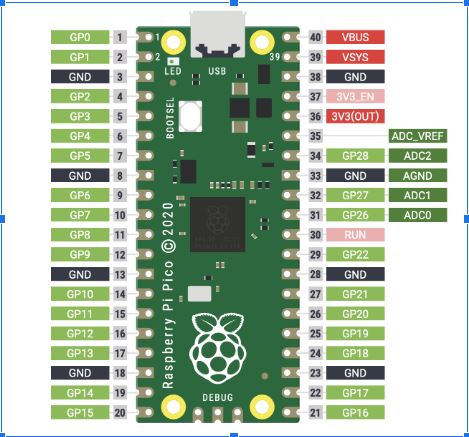 GP0 1 1 40 VBUS
GP1 2 2 LED USB 39 39 VSYS
GND 3 38 GND
GP2 4 37 3V3_EN
GP3 5 BOOTSEL 36 3V3(OUT)
GP4 6 35 ADC_VREF
GP5 7 34 GP28 ADC2
GND 8 33 GND AGND
GP6 9 32 GP27 ADC1
GP7 10 31 GP26 ADC0
GP8 11 30 RUN
GP9 12 29 GP22
GND 13 28 GND
GP10 14 27 GP21
GP11 15 26 GP20
GP12 16 25 GP19
GP13 17 24 GP18
GND 18 23 GND
GP14 19 22 GP17
GP15 20 21 GP16
Raspberry Pi Pico © 2020
DEBUG